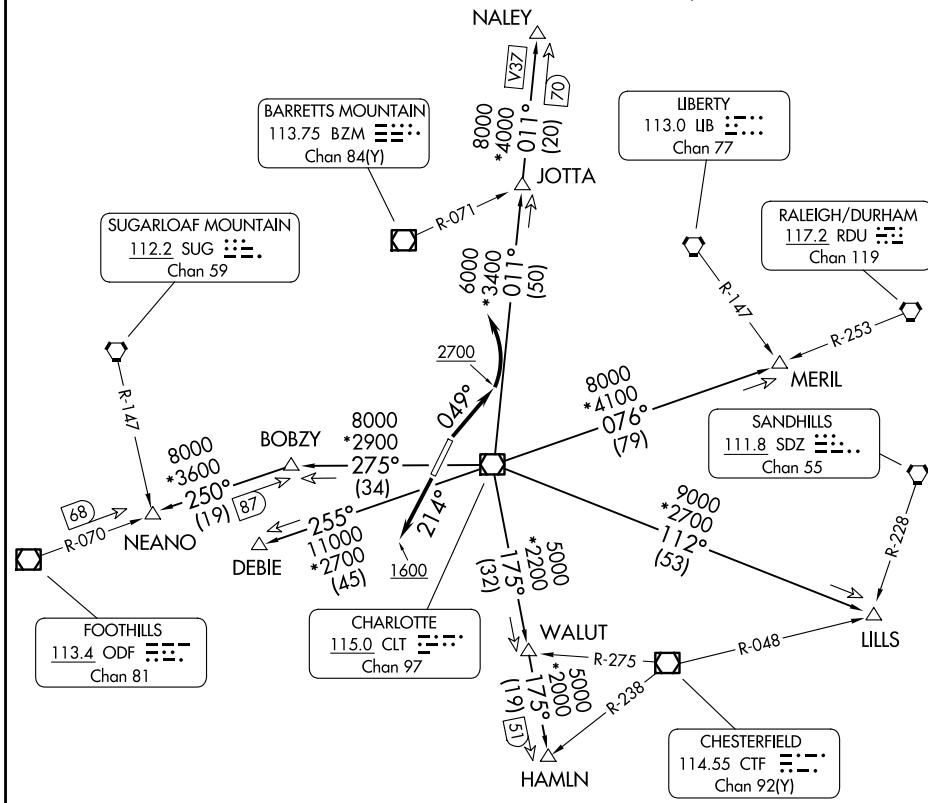 NALEY
V37
70
8000
*4000
011°
(20)
BARRETTS MOUNTAIN
113.75 BZM
Chan 84(Y)
LIBERTY
113.0 LIB
Chan 77
JOTTA
R-071
SUGARLOAF MOUNTAIN
112.2 SUG
Chan 59
RALEIGH/DURHAM
117.2 RDU
Chan 119
6000
*3400
011°
(50)
R-147
R-253
R-147
2700
049°
MERIL
8000
*4100
076°
(79)
SANDHILLS
111.8 SDZ
Chan 55
BOBZY
8000
*2900
275°
(34)
8000
*3600
250°
(19)
87
68
R-070
NEANO
214°
1600
255°
11000
*2700
(45)
DEBIE
9000
*2700
112°
(53)
R-228
5000
*2200
175°
(32)
FOOTHILLS
113.4 ODF
Chan 81
CHARLOTTE
115.0 CLT
Chan 97
WALUT
LILLS
R-275
R-048
5000
*2000
175°
(19)
51
R-238
HAMLN
CHESTERFIELD
114.55 CTF
Chan 92(Y)